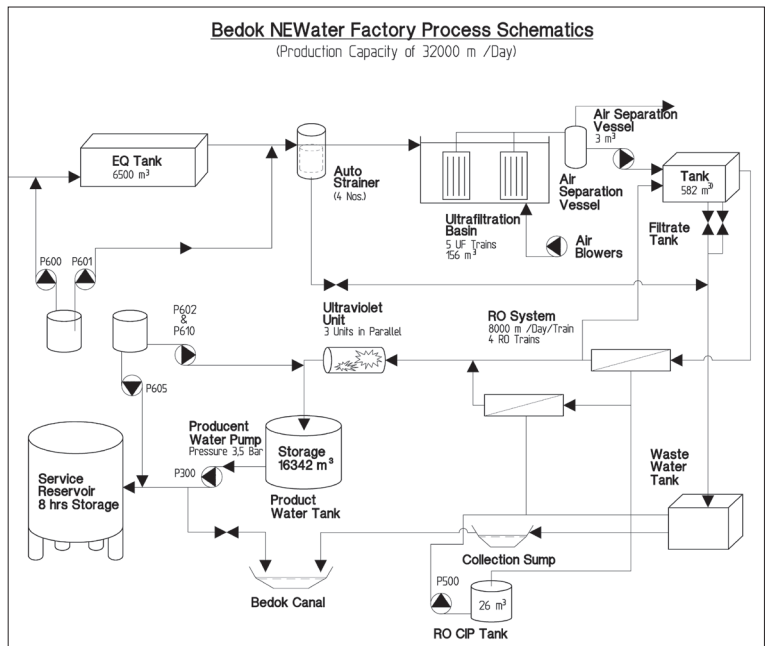 Bedok NEWater Factory Process Schematics
(Production Capacity of 32000 m /Day)
EQ Tank
6500 m³
Auto
Strainer
(4 Nos.)
Air Separation
Vessel
3 m³
Air
Separation
Vessel
Tank
582 m³⁾
Filtrate
Tank
Ultrafiltration
Basin
5 UF Trains
156 m³
Air
Blowers
P600
P601
P602
&
P610
P605
Ultraviolet
Unit
3 Units in Parallel
RO System
8000 m /Day/Train
4 RO Trains
Producent
Water Pump
Pressure 3,5 Bar
P300
Storage
16342 m³
Product
Water Tank
Service
Reservoir
8 hrs Storage
Waste
Water
Tank
Collection Sump
Bedok Canal
P500
26 m³
RO CIP Tank